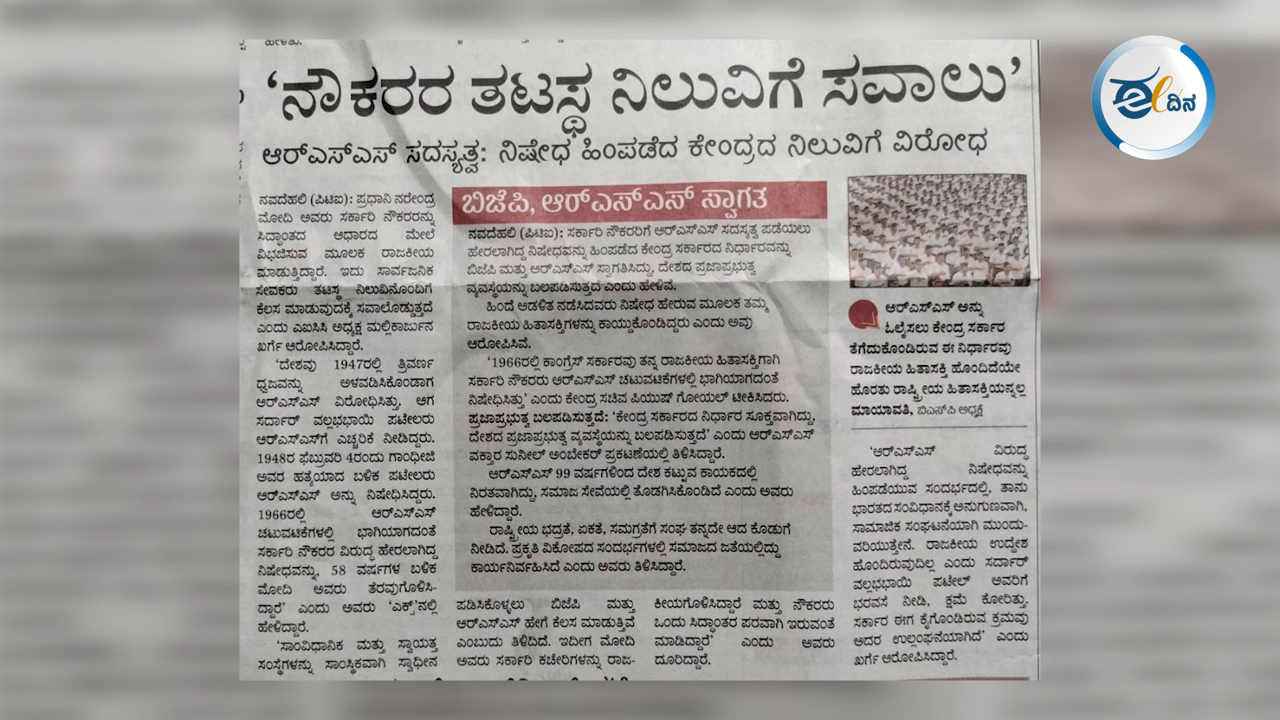 ಹೇಳಿತು.
‘ನೌಕರರ ತಟಸ್ಥ ನಿಲುವಿಗೆ ಸವಾಲು’
ಆರ್‌ಎಸ್‌ಎಸ್ ಸದಸ್ಯತ್ವ: ನಿಷೇಧ ಹಿಂಪಡೆದ ಕೇಂದ್ರದ ನಿಲುವಿಗೆ ವಿರೋಧ
ನವದೆಹಲಿ (ಪಿಟಿಐ): ಪ್ರಧಾನಿ ನರೇಂದ್ರ
ಮೋದಿ ಅವರು ಸರ್ಕಾರಿ ನೌಕರರನ್ನು
ಸಿದ್ಧಾಂತದ ಆಧಾರದ ಮೇಲೆ
ವಿಭಜಿಸುವ ಮೂಲಕ ರಾಜಕೀಯ
ಮಾಡುತ್ತಿದ್ದಾರೆ. ಇದು ಸಾರ್ವಜನಿಕ
ಸೇವಕರು ತಟಸ್ಥ ನಿಲುವಿನೊಂದಿಗೆ
ಕೆಲಸ ಮಾಡುವುದಕ್ಕೆ ಸವಾಲೊಡ್ಡುತ್ತದೆ
ಎಂದು ಎಐಸಿಸಿ ಅಧ್ಯಕ್ಷ ಮಲ್ಲಿಕಾರ್ಜುನ
ಖರ್ಗೆ ಆರೋಪಿಸಿದ್ದಾರೆ.
‘ದೇಶವು 1947ರಲ್ಲಿ ತ್ರಿವರ್ಣ
ಧ್ವಜವನ್ನು ಅಳವಡಿಸಿಕೊಂಡಾಗ
ಆರ್‌ಎಸ್‌ಎಸ್ ವಿರೋಧಿಸಿತ್ತು. ಆಗ
ಸರ್ದಾರ್ ವಲ್ಲಭಭಾಯಿ ಪಟೇಲರು
ಆರ್‌ಎಸ್‌ಎಸ್‌ಗೆ ಎಚ್ಚರಿಕೆ ನೀಡಿದ್ದರು.
1948ರ ಫೆಬ್ರುವರಿ 4ರಂದು ಗಾಂಧೀಜಿ
ಅವರ ಹತ್ಯೆಯಾದ ಬಳಿಕ ಪಟೇಲರು
ಆರ್‌ಎಸ್‌ಎಸ್ ಅನ್ನು ನಿಷೇಧಿಸಿದ್ದರು.
1966ರಲ್ಲಿ ಆರ್‌ಎಸ್‌ಎಸ್
ಚಟುವಟಿಕೆಗಳಲ್ಲಿ ಭಾಗಿಯಾಗದಂತೆ
ಸರ್ಕಾರಿ ನೌಕರರ ವಿರುದ್ಧ ಹೇರಲಾಗಿದ್ದ
ನಿಷೇಧವನ್ನು, 58 ವರ್ಷಗಳ ಬಳಿಕ
ಮೋದಿ ಅವರು ತೆರವುಗೊಳಿಸಿ-
ದ್ದಾರೆ’ ಎಂದು ಅವರು ‘ಎಕ್ಸ್’ನಲ್ಲಿ
ಹೇಳಿದ್ದಾರೆ.
‘ಸಾಂವಿಧಾನಿಕ ಮತ್ತು ಸ್ವಾಯತ್ತ
ಸಂಸ್ಥೆಗಳನ್ನು ಸಾಂಸ್ಥಿಕವಾಗಿ ಸ್ವಾಧೀನ
ಬಿಜೆಪಿ, ಆರ್‌ಎಸ್‌ಎಸ್ ಸ್ವಾಗತ
ನವದೆಹಲಿ (ಪಿಟಿಐ): ಸರ್ಕಾರಿ ನೌಕರರಿಗೆ ಆರ್‌ಎಸ್‌ಎಸ್ ಸದಸ್ಯತ್ವ ಪಡೆಯಲು
ಹೇರಲಾಗಿದ್ದ ನಿಷೇಧವನ್ನು ಹಿಂಪಡೆದ ಕೇಂದ್ರ ಸರ್ಕಾರದ ನಿರ್ಧಾರವನ್ನು
ಬಿಜೆಪಿ ಮತ್ತು ಆರ್‌ಎಸ್‌ಎಸ್ ಸ್ವಾಗತಿಸಿದ್ದು, ದೇಶದ ಪ್ರಜಾಪ್ರಭುತ್ವ
ವ್ಯವಸ್ಥೆಯನ್ನು ಬಲಪಡಿಸುತ್ತದೆ ಎಂದು ಹೇಳಿವೆ.
ಹಿಂದೆ ಆಡಳಿತ ನಡೆಸಿದವರು ನಿಷೇಧ ಹೇರುವ ಮೂಲಕ ತಮ್ಮ
ರಾಜಕೀಯ ಹಿತಾಸಕ್ತಿಗಳನ್ನು ಕಾಯ್ದುಕೊಂಡಿದ್ದರು ಎಂದು ಅವು
ಆರೋಪಿಸಿವೆ.
‘1966ರಲ್ಲಿ ಕಾಂಗ್ರೆಸ್ ಸರ್ಕಾರವು ತನ್ನ ರಾಜಕೀಯ ಹಿತಾಸಕ್ತಿಗಾಗಿ
ಸರ್ಕಾರಿ ನೌಕರರು ಆರ್‌ಎಸ್‌ಎಸ್ ಚಟುವಟಿಕೆಗಳಲ್ಲಿ ಭಾಗಿಯಾಗದಂತೆ
ನಿಷೇಧಿಸಿತ್ತು’ ಎಂದು ಕೇಂದ್ರ ಸಚಿವ ಪಿಯುಷ್ ಗೋಯಲ್ ಟೀಕಿಸಿದರು.
ಪ್ರಜಾಪ್ರಭುತ್ವ ಬಲಪಡಿಸುತ್ತದೆ: ‘ಕೇಂದ್ರ ಸರ್ಕಾರದ ನಿರ್ಧಾರ ಸೂಕ್ತವಾಗಿದ್ದು,
ದೇಶದ ಪ್ರಜಾಪ್ರಭುತ್ವ ವ್ಯವಸ್ಥೆಯನ್ನು ಬಲಪಡಿಸುತ್ತದೆ’ ಎಂದು ಆರ್‌ಎಸ್‌ಎಸ್
ವಕ್ತಾರ ಸುನೀಲ್ ಅಂಬೇಕರ್ ಪ್ರಕಟಣೆಯಲ್ಲಿ ತಿಳಿಸಿದ್ದಾರೆ.
ಆರ್‌ಎಸ್‌ಎಸ್ 99 ವರ್ಷಗಳಿಂದ ದೇಶ ಕಟ್ಟುವ ಕಾಯಕದಲ್ಲಿ
ನಿರತವಾಗಿದ್ದು, ಸಮಾಜ ಸೇವೆಯಲ್ಲಿ ತೊಡಗಿಸಿಕೊಂಡಿದೆ ಎಂದು ಅವರು
ಹೇಳಿದ್ದಾರೆ.
ರಾಷ್ಟ್ರೀಯ ಭದ್ರತೆ, ಏಕತೆ, ಸಮಗ್ರತೆಗೆ ಸಂಘ ತನ್ನದೇ ಆದ ಕೊಡುಗೆ
ನೀಡಿದೆ. ಪ್ರಕೃತಿ ವಿಕೋಪದ ಸಂದರ್ಭಗಳಲ್ಲಿ ಸಮಾಜದ ಜತೆಯಲ್ಲಿದ್ದು
ಕಾರ್ಯನಿರ್ವಹಿಸಿದೆ ಎಂದು ಅವರು ತಿಳಿಸಿದ್ದಾರೆ.
ಪಡಿಸಿಕೊಳ್ಳಲು ಬಿಜೆಪಿ ಮತ್ತು
ಆರ್‌ಎಸ್‌ಎಸ್ ಹೇಗೆ ಕೆಲಸ ಮಾಡುತ್ತಿವೆ
ಎಂಬುದು ತಿಳಿದಿದೆ. ಇದೀಗ ಮೋದಿ
ಅವರು ಸರ್ಕಾರಿ ಕಚೇರಿಗಳನ್ನು ರಾಜ-
ಕೀಯಗೊಳಿಸಿದ್ದಾರೆ ಮತ್ತು ನೌಕರರು
ಒಂದು ಸಿದ್ಧಾಂತರ ಪರವಾಗಿ ಇರುವಂತೆ
ಮಾಡಿದ್ದಾರೆ’ ಎಂದು ಅವರು
ದೂರಿದ್ದಾರೆ.
ಆರ್‌ಎಸ್‌ಎಸ್ ಅನ್ನು
ಓಲೈಸಲು ಕೇಂದ್ರ ಸರ್ಕಾರ
ತೆಗೆದುಕೊಂಡಿರುವ ಈ ನಿರ್ಧಾರವು
ರಾಜಕೀಯ ಹಿತಾಸಕ್ತಿ ಹೊಂದಿದೆಯೇ
ಹೊರತು ರಾಷ್ಟ್ರೀಯ ಹಿತಾಸಕ್ತಿಯನ್ನಲ್ಲ
ಮಾಯಾವತಿ, ಬಿಎಸ್‌ಪಿ ಅಧ್ಯಕ್ಷೆ
‘ಆರ್‌ಎಸ್‌ಎಸ್ ವಿರುದ್ಧ
ಹೇರಲಾಗಿದ್ದ ನಿಷೇಧವನ್ನು
ಹಿಂಪಡೆಯುವ ಸಂದರ್ಭದಲ್ಲಿ, ತಾನು
ಭಾರತದ ಸಂವಿಧಾನಕ್ಕೆ ಅನುಗುಣವಾಗಿ,
ಸಾಮಾಜಿಕ ಸಂಘಟನೆಯಾಗಿ ಮುಂದು-
ವರಿಯುತ್ತೇನೆ. ರಾಜಕೀಯ ಉದ್ದೇಶ
ಹೊಂದಿರುವುದಿಲ್ಲ ಎಂದು ಸರ್ದಾರ್
ವಲ್ಲಭಭಾಯಿ ಪಟೇಲ್ ಅವರಿಗೆ
ಭರವಸೆ ನೀಡಿ, ಕ್ಷಮೆ ಕೋರಿತ್ತು.
ಸರ್ಕಾರ ಈಗ ಕೈಗೊಂಡಿರುವ ಕ್ರಮವು
ಅದರ ಉಲ್ಲಂಘನೆಯಾಗಿದೆ’ ಎಂದು
ಖರ್ಗೆ ಆರೋಪಿಸಿದ್ದಾರೆ.
ಈ ದಿನ